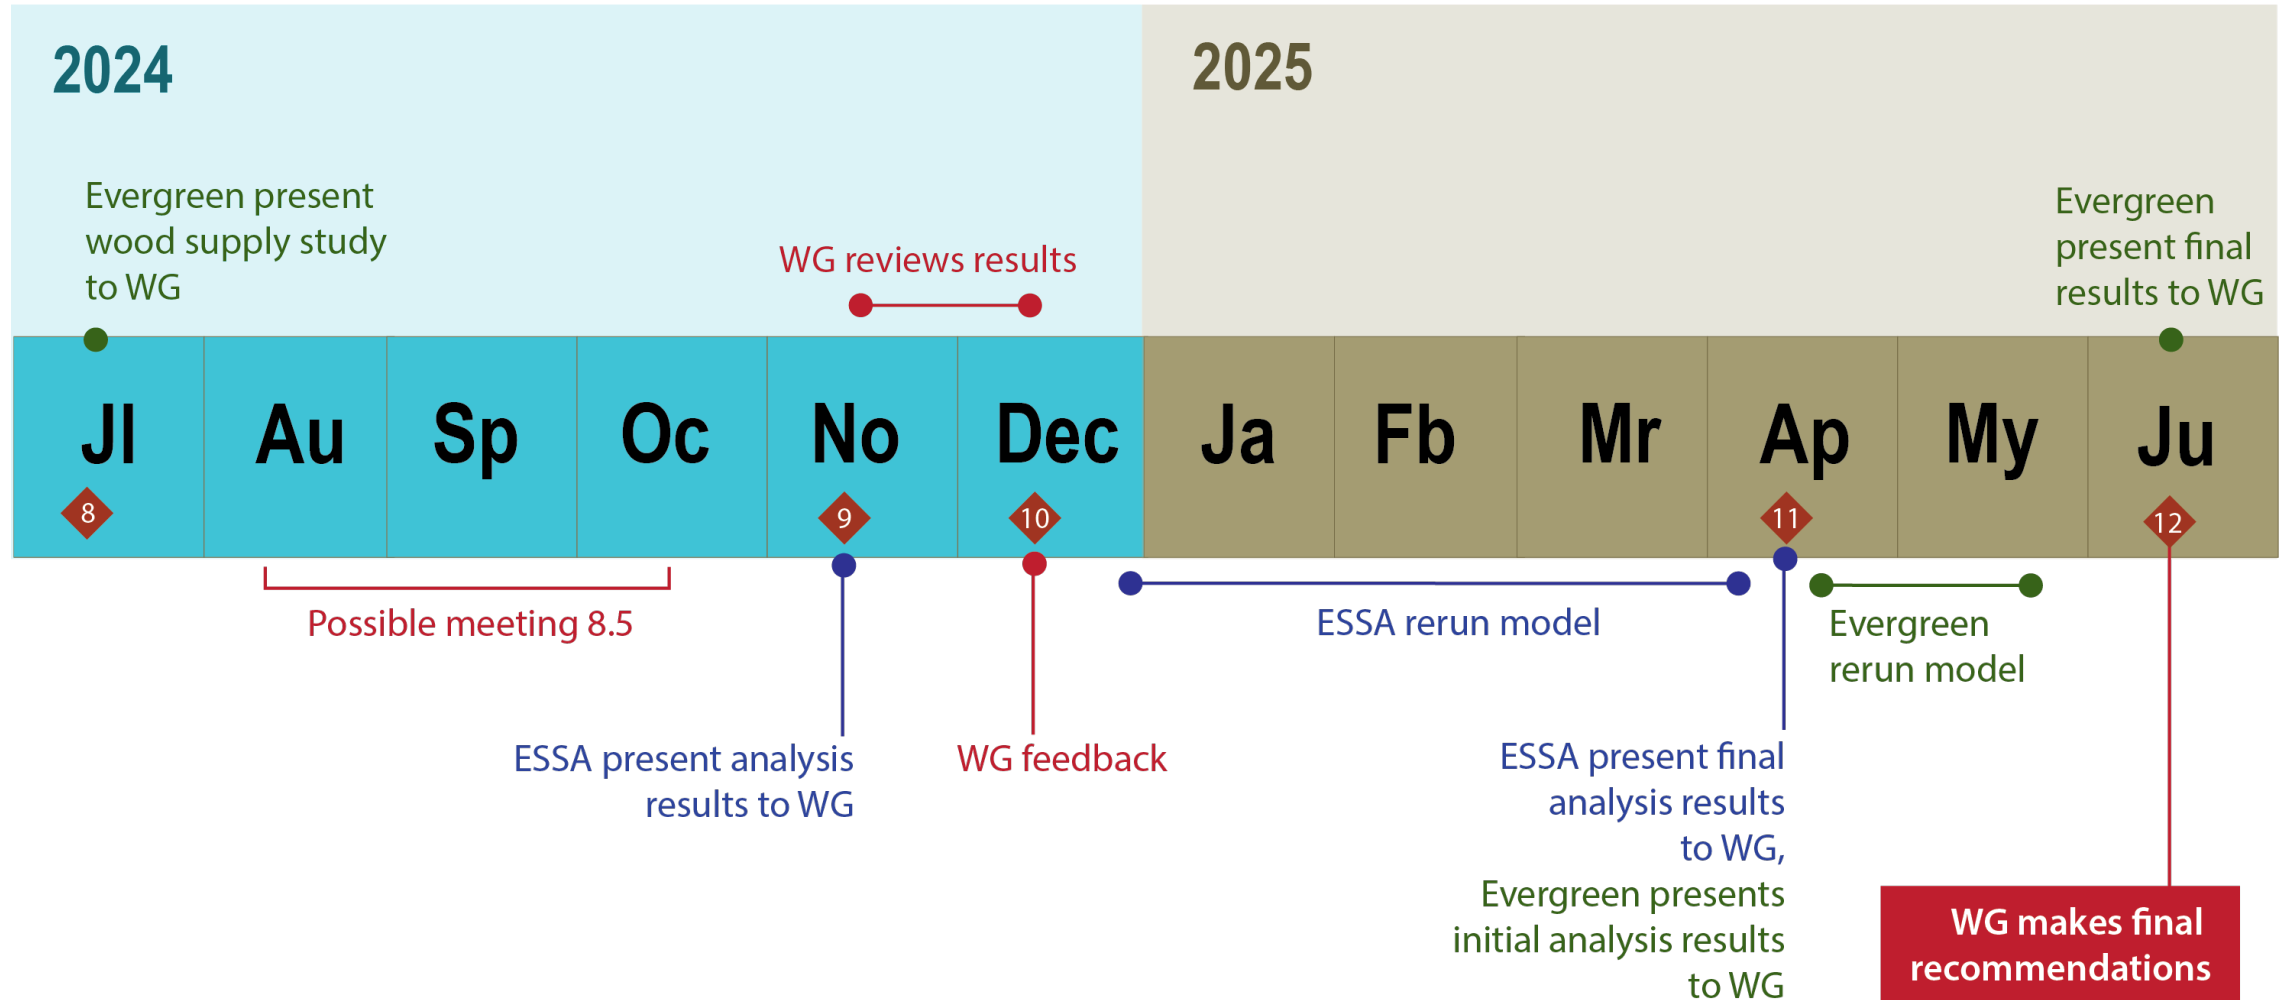 2024
2025
Evergreen present
wood supply study
to WG
WG reviews results
Evergreen
present final
results to WG
Jl
Au
Sp
Oc
No
Dec
Ja
Fb
Mr
Ap
My
Ju
8
9
10
11
12
Possible meeting 8.5
ESSA rerun model
Evergreen
rerun model
ESSA present analysis
results to WG
WG feedback
ESSA present final
analysis results
to WG,
Evergreen presents
initial analysis results
to WG
WG makes final
recommendations